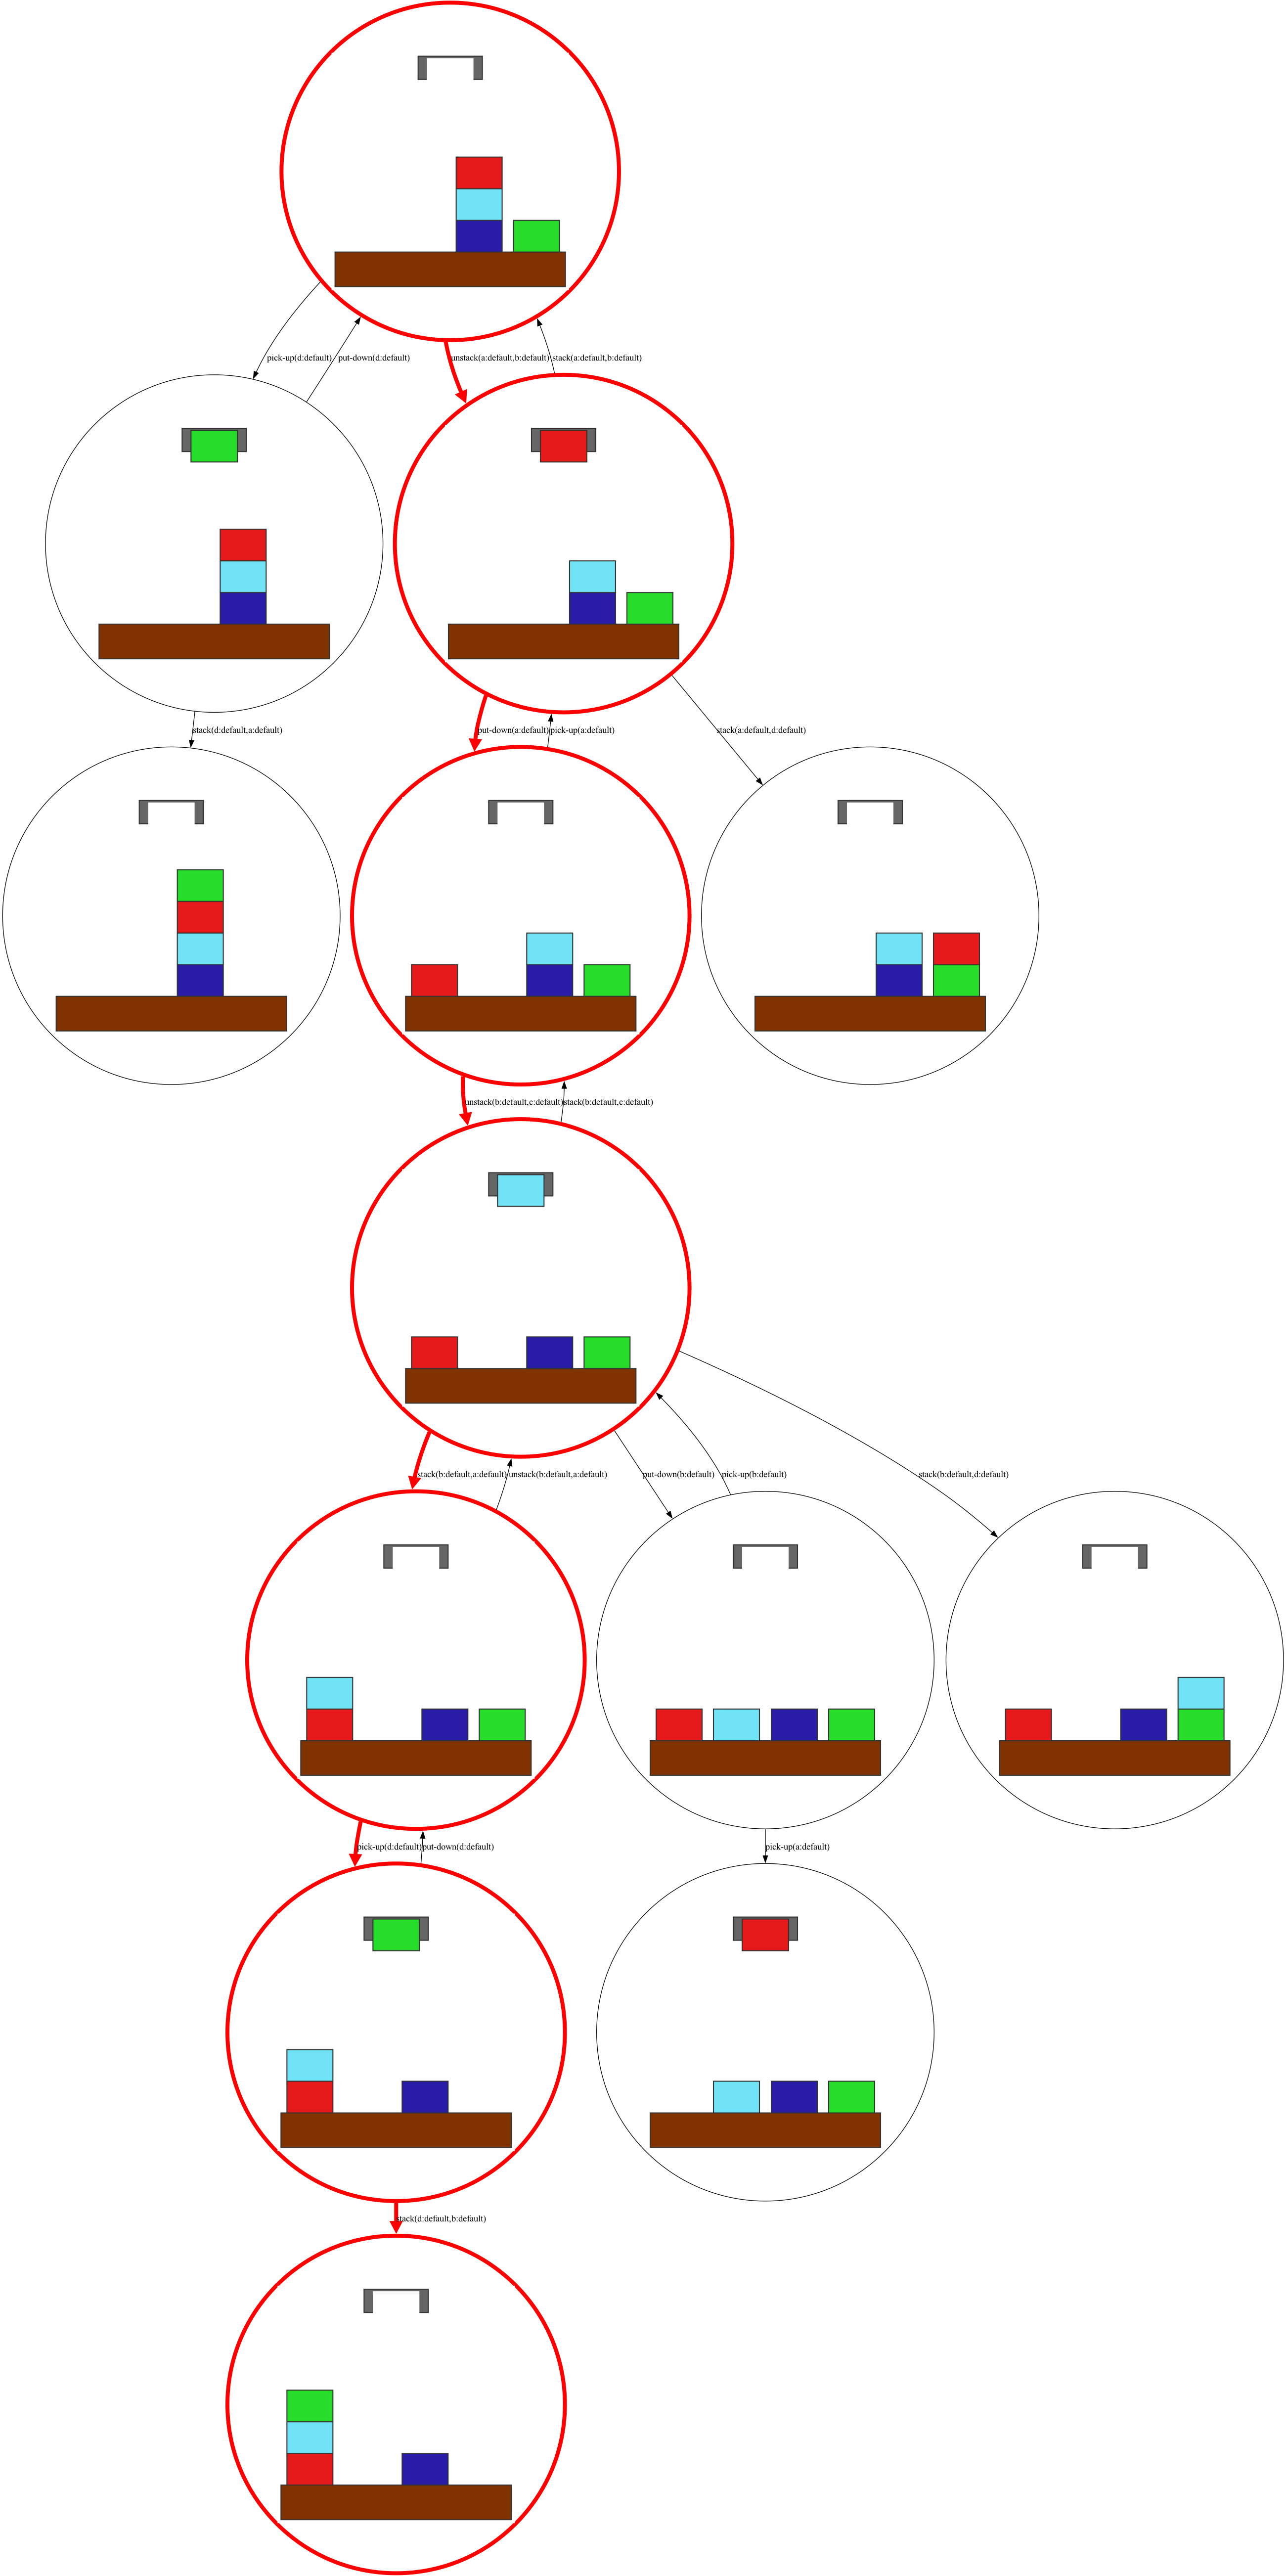 pick-up(d:default)
put-down(d:default)
unstack(a:default,b:default)
stack(a:default,b:default)
stack(d:default,a:default)
put-down(a:default)
pick-up(a:default)
stack(a:default,d:default)
unstack(b:default,c:default)
stack(b:default,c:default)
stack(b:default,a:default)
unstack(b:default,a:default)
put-down(b:default)
pick-up(b:default)
stack(b:default,d:default)
pick-up(d:default)
put-down(d:default)
pick-up(a:default)
stack(d:default,b:default)